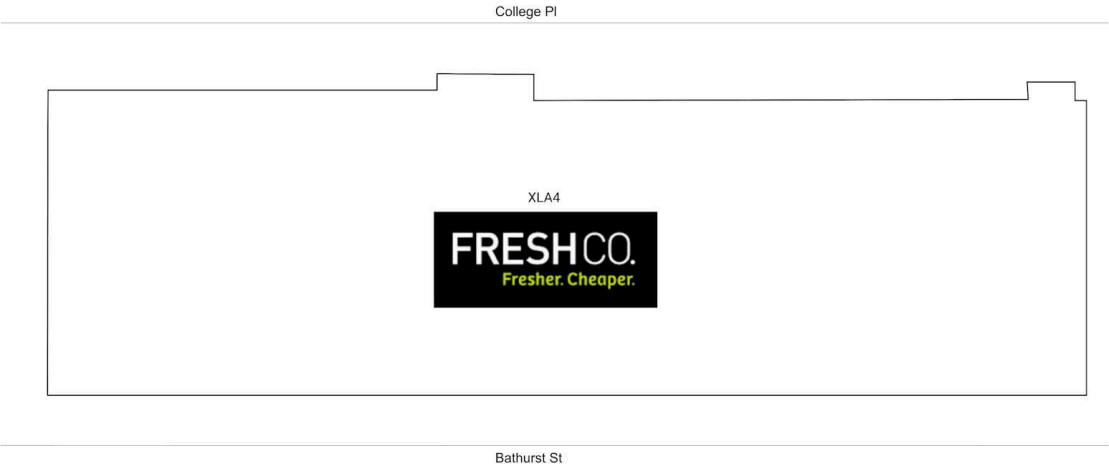 College Pl
XLA4
FRESHCO.
Fresher. Cheaper.
Bathurst St